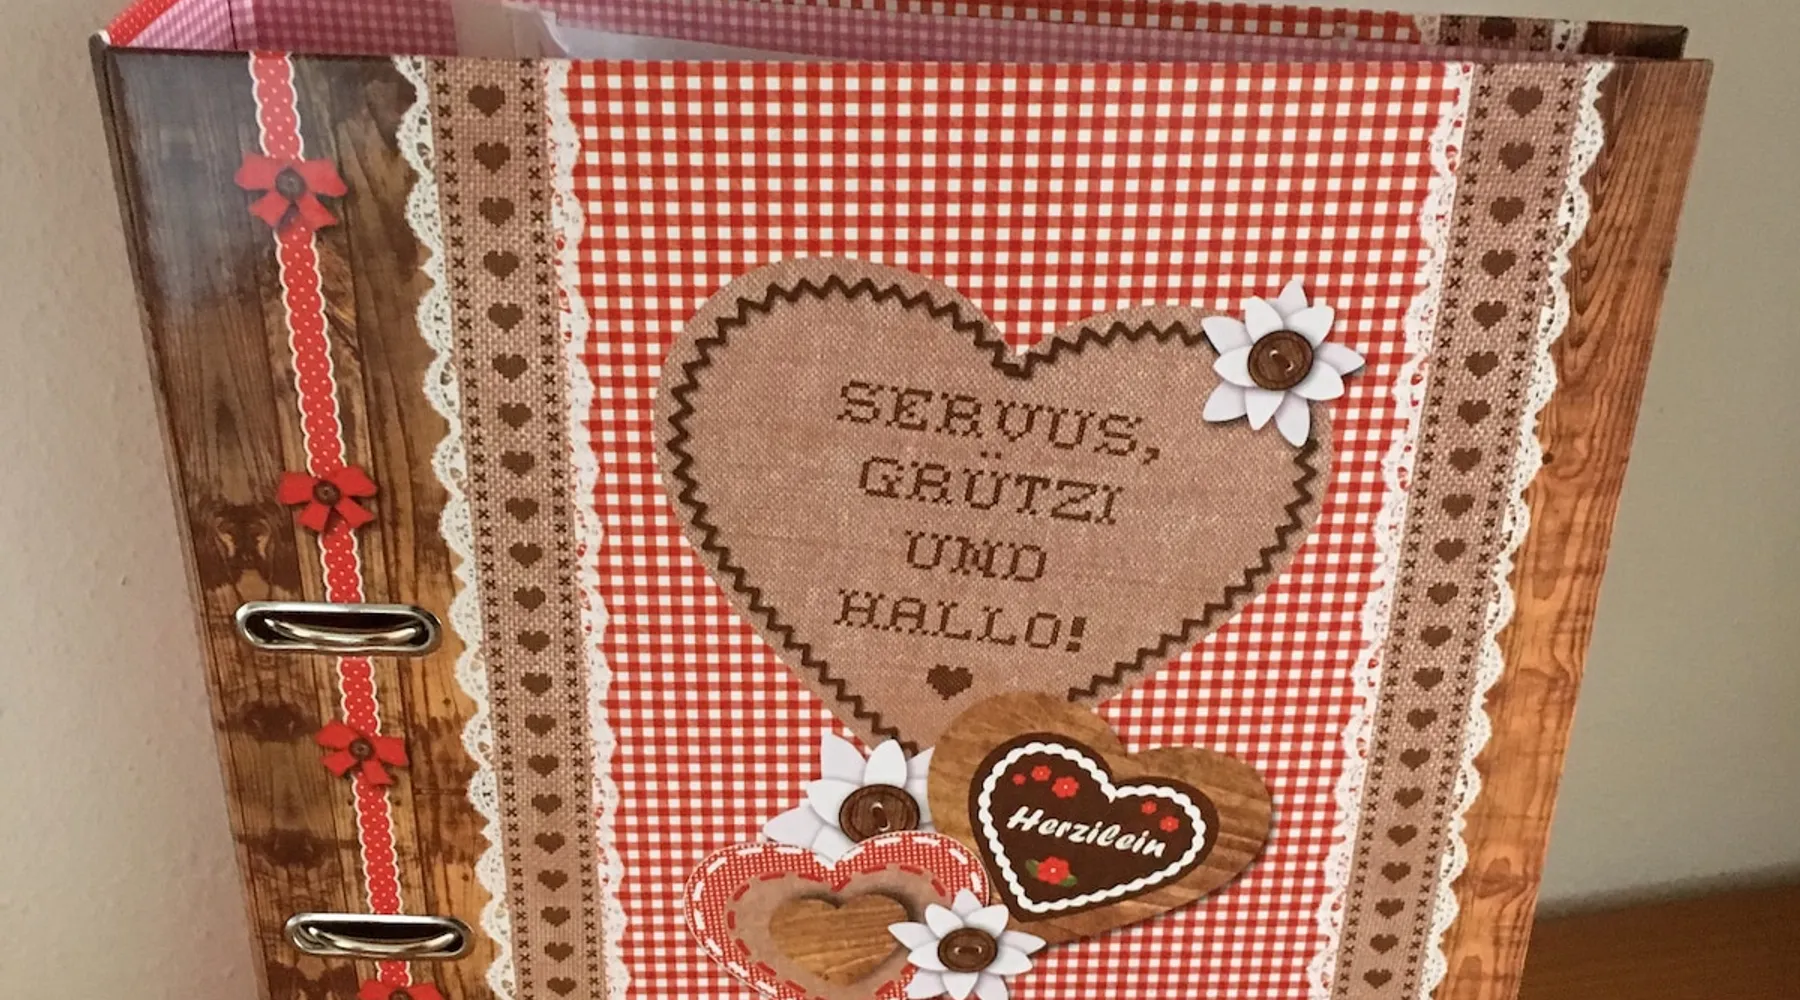 SERVUS,
GRÜTZI
UND
HALLO!
Herzilein